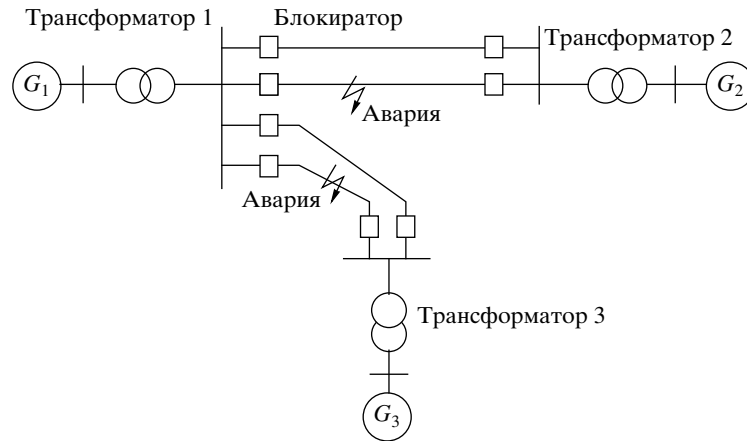 Трансформатор 1
Блокиратор
Трансформатор 2
G1
G2
Авария
Авария
Трансформатор 3
G3